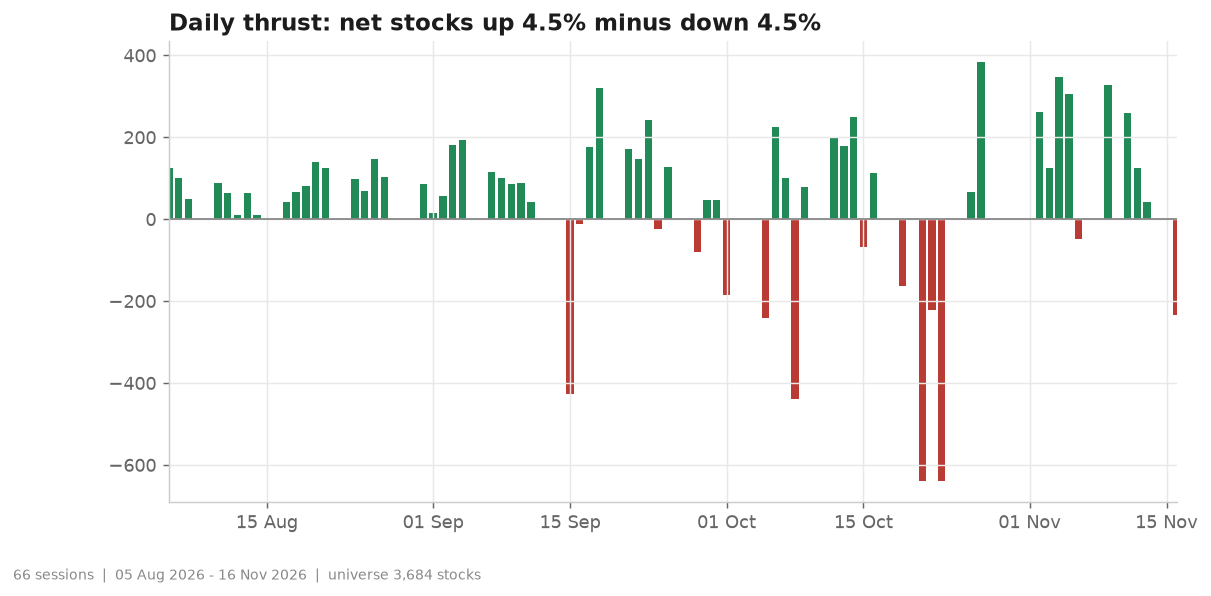 Daily thrust: net stocks up 4.5% minus down 4.5%
400
200
0
−200
−400
−600
15 Aug
01 Sep
15 Sep
01 Oct
15 Oct
01 Nov
15 Nov
66 sessions | 05 Aug 2026 - 16 Nov 2026 | universe 3,684 stocks